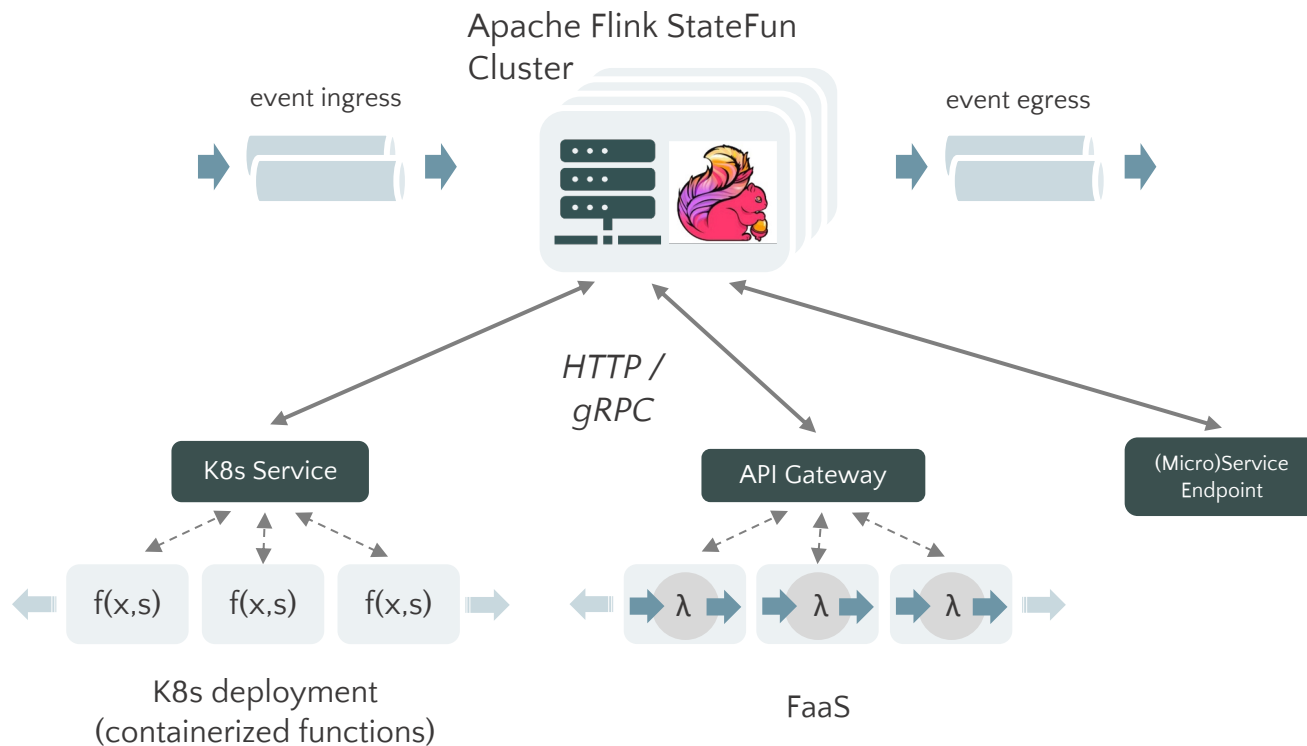 Apache Flink StateFun
Cluster
event ingress
event egress
HTTP /
gRPC
K8s Service
API Gateway
(Micro)Service
Endpoint
f(x,s)
f(x,s)
f(x,s)
λ
λ
λ
K8s deployment
(containerized functions)
FaaS